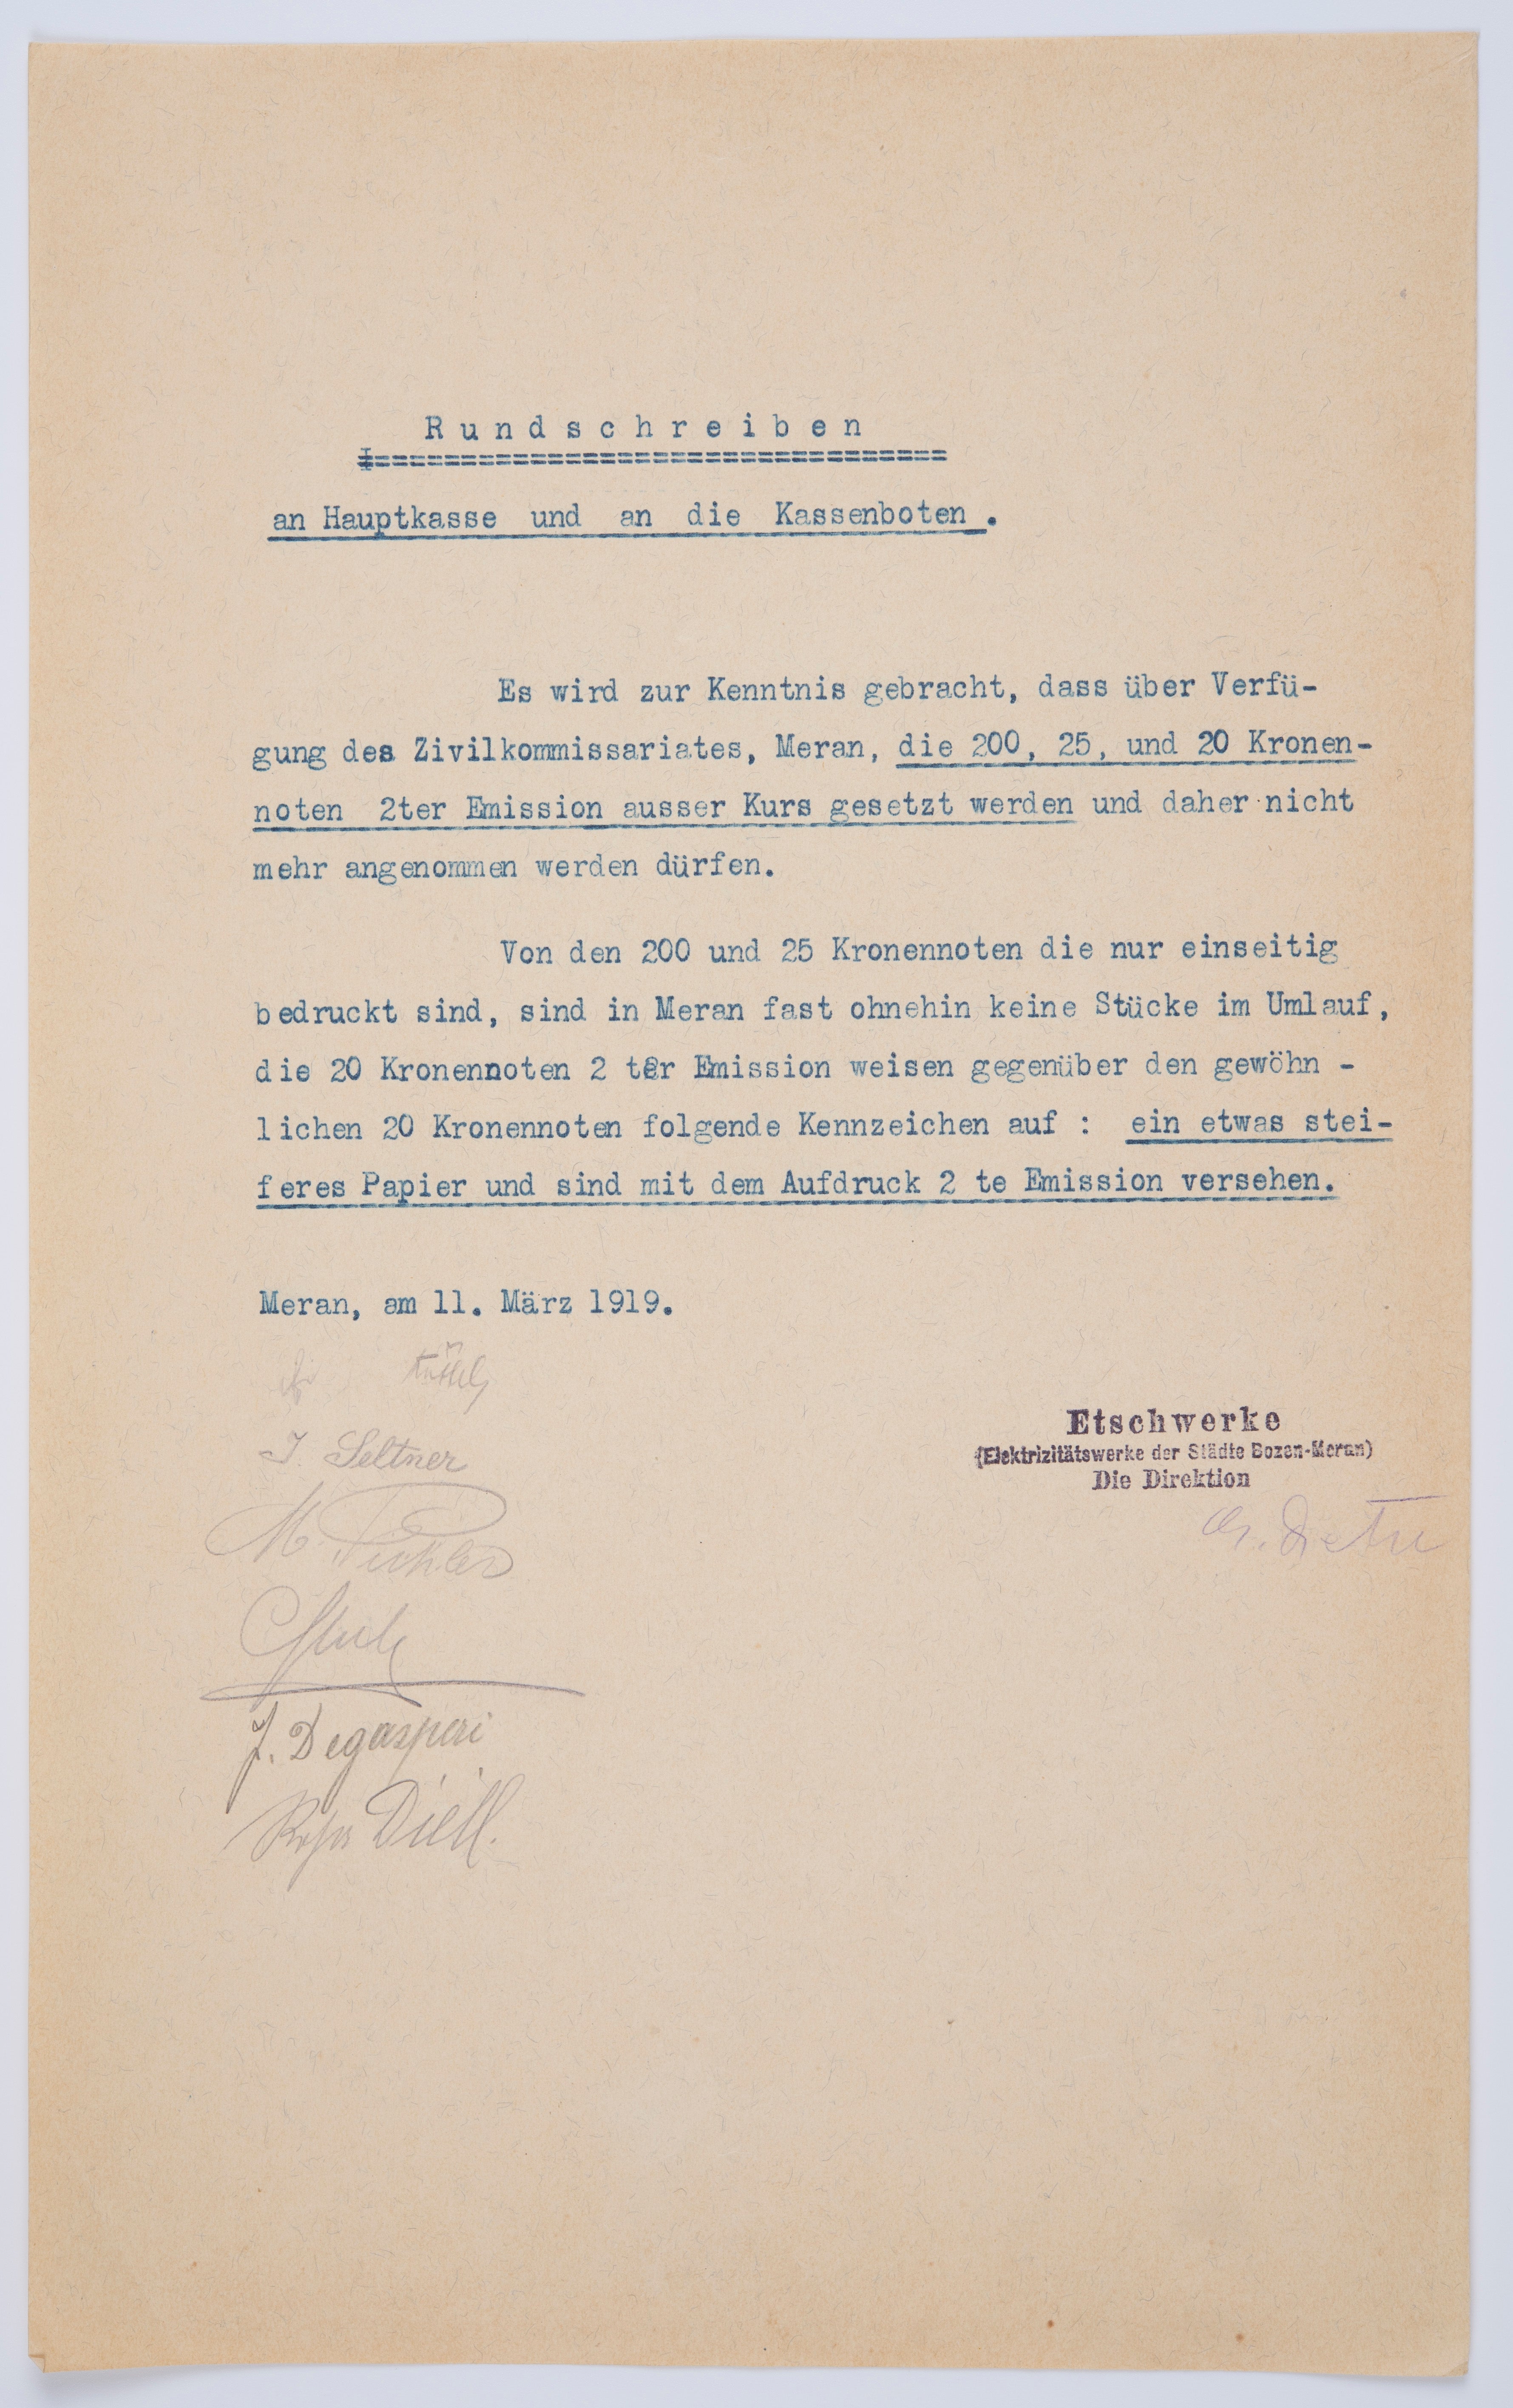 Rundschreiben
an Hauptkasse und an die Kassenboten.
Es wird zur Kenntnis gebracht, dass über Verfü-
gung des Zivilkommissariates, Meran, die 200, 25, und 20 Kronen-
noten 2ter Emission ausser Kurs gesetzt werden und daher nicht
mehr angenommen werden dürfen.
Von den 200 und 25 Kronennoten die nur einseitig
bedruckt sind, sind in Meran fast ohnehin keine Stücke im Umlauf,
die 20 Kronennoten 2 ter Emission weisen gegenüber den gewöhn -
lichen 20 Kronennoten folgende Kennzeichen auf : ein etwas stei-
feres Papier und sind mit dem Aufdruck 2 te Emission versehen.
Meran, am 11. März 1919.
Etschwerke
(Elektrizitätswerke der Städte Bozen-Meran)
Die Direktion
J. Seltner
M. Pichler
J. Degasperi